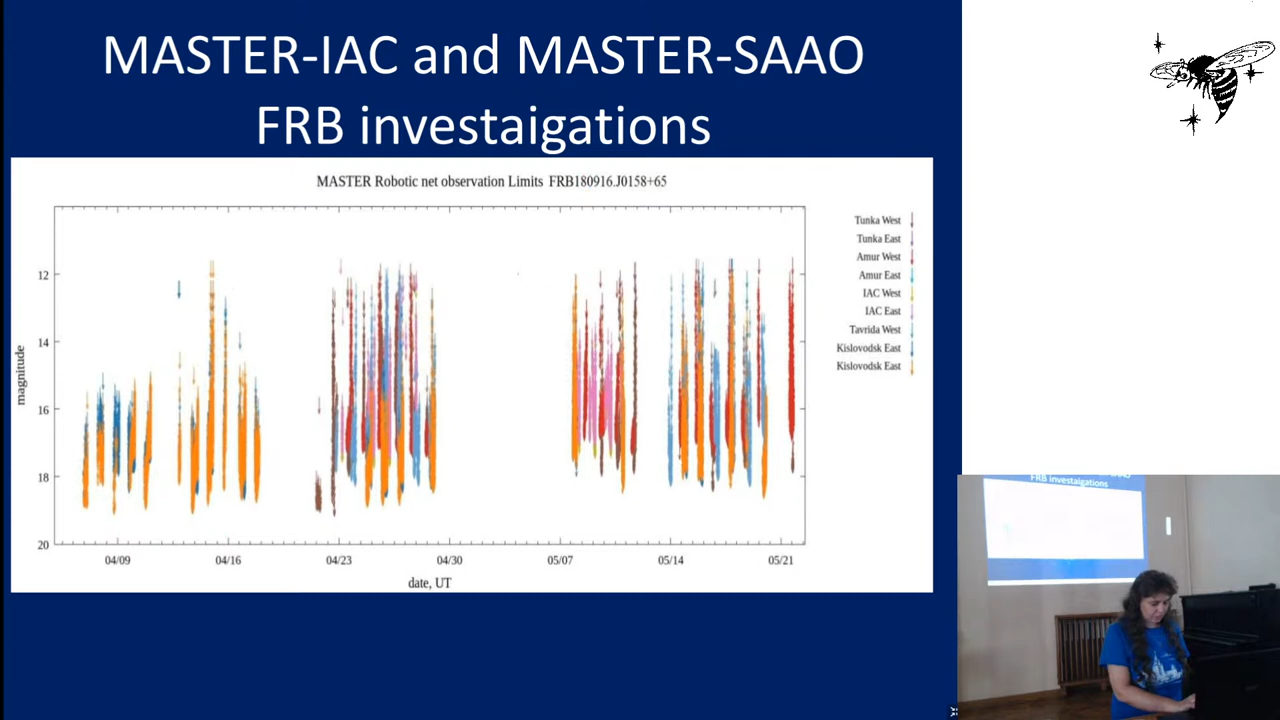 MASTER-IAC and MASTER-SAAO
FRB investaigations
MASTER Robotic net observation Limits FRB180916.J0158+65
Tunka West
Tunka East
Amur West
Amur East
IAC West
IAC East
Tavrida West
Kislovodsk East
Kislovodsk East
12
14
16
18
20
magnitude
04/09
04/16
04/23
04/30
05/07
05/14
05/21
date, UT
FRB investaigations